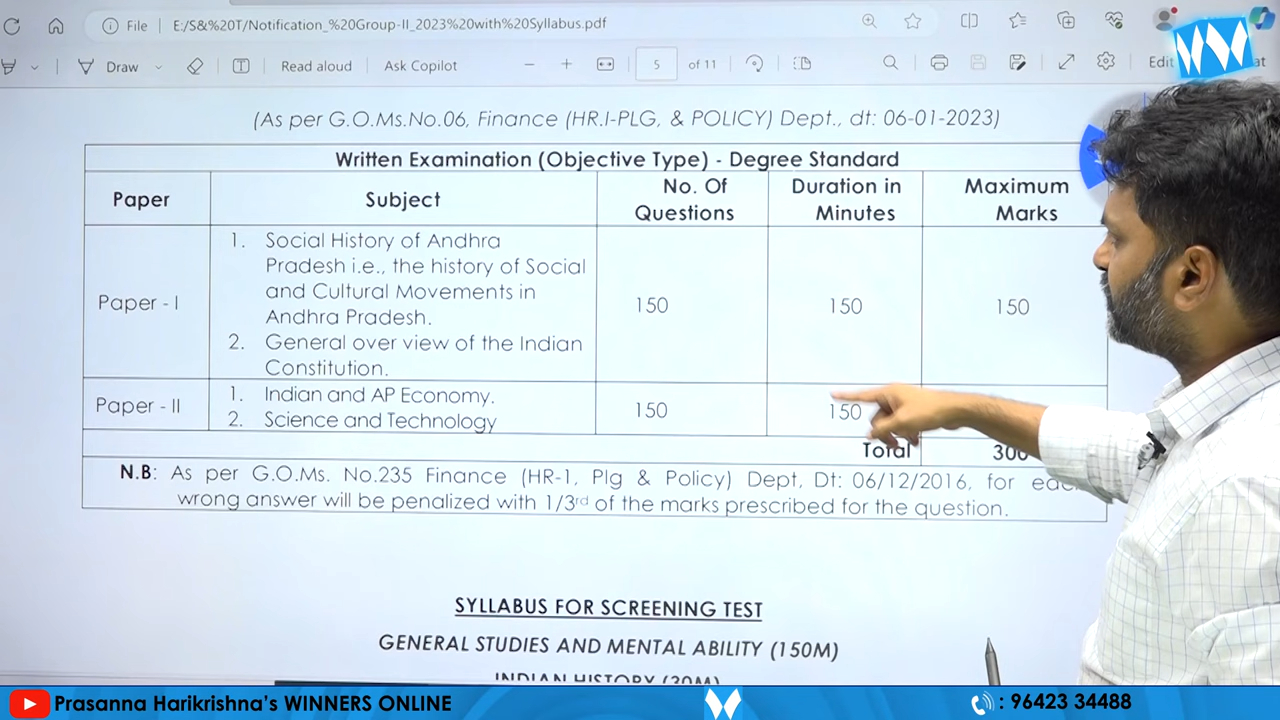 File E:/S&%20T/Notification_%20Group-II_2023%20with%20Syllabus.pdf
Draw Read aloud Ask Copilot 5 of 11
(As per G.O.Ms.No.06, Finance (HR.I-PLG, & POLICY) Dept., dt: 06-01-2023)
Written Examination (Objective Type) - Degree Standard
Paper Subject No. Of Questions Duration in Minutes Maximum Marks
Paper - I
1. Social History of Andhra
Pradesh i.e., the history of Social
and Cultural Movements in
Andhra Pradesh.
2. General over view of the Indian
Constitution.
150 150 150
Paper - II
1. Indian and AP Economy.
2. Science and Technology
150 150
Total 300
N.B: As per G.O.Ms. No.235 Finance (HR-1, Plg & Policy) Dept, Dt: 06/12/2016, for each
wrong answer will be penalized with 1/3rd of the marks prescribed for the question.
SYLLABUS FOR SCREENING TEST
GENERAL STUDIES AND MENTAL ABILITY (150M)
INDIAN HISTORY (30M)
Prasanna Harikrishna's WINNERS ONLINE
: 96423 34488